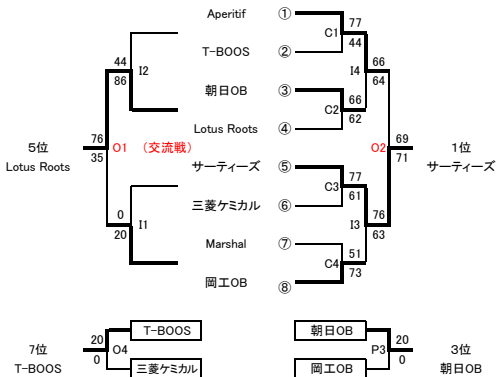 Aperitif ①
77
C1
44
T-BOOS ②
44
I2
86
I4
66
64
朝日OB ③
66
C2
62
Lotus Roots ④
5位
Lotus Roots
76
O1 (交流戦)
35
O2
69
71
1位
サーティーズ
サーティーズ ⑤
77
C3
61
三菱ケミカル ⑥
0
I1
20
I3
76
63
Marshal ⑦
51
C4
73
岡工OB ⑧
7位
T-BOOS
20
O4
0
T-BOOS
三菱ケミカル
朝日OB
岡工OB
20
P3
0
3位
朝日OB